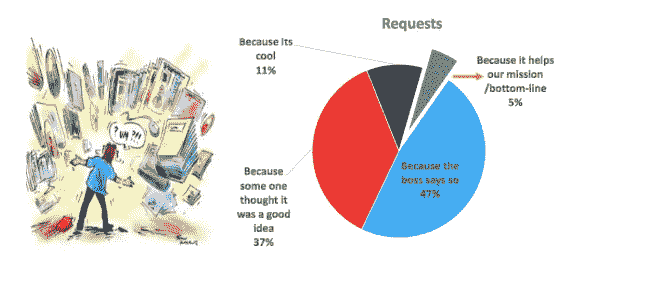 Requests
Because its
cool
11%
Because it helps
our mission
/bottom-line
5%
Because the
boss says so
47%
Because
some one
thought it
was a good
idea
37%